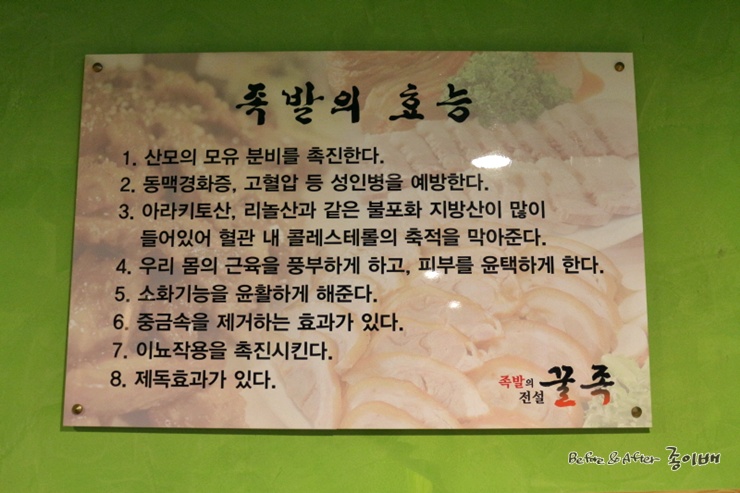 족발의 효능
1. 산모의 모유 분비를 촉진한다.
2. 동맥경화증, 고혈압 등 성인병을 예방한다.
3. 아라키토산, 리놀산과 같은 불포화 지방산이 많이
들어있어 혈관 내 콜레스테롤의 축적을 막아준다.
4. 우리 몸의 근육을 풍부하게 하고, 피부를 윤택하게 한다.
5. 소화기능을 윤활하게 해준다.
6. 중금속을 제거하는 효과가 있다.
7. 이뇨작용을 촉진시킨다.
8. 제독효과가 있다.
족발의
전설 꿀족
Before & After 종이배